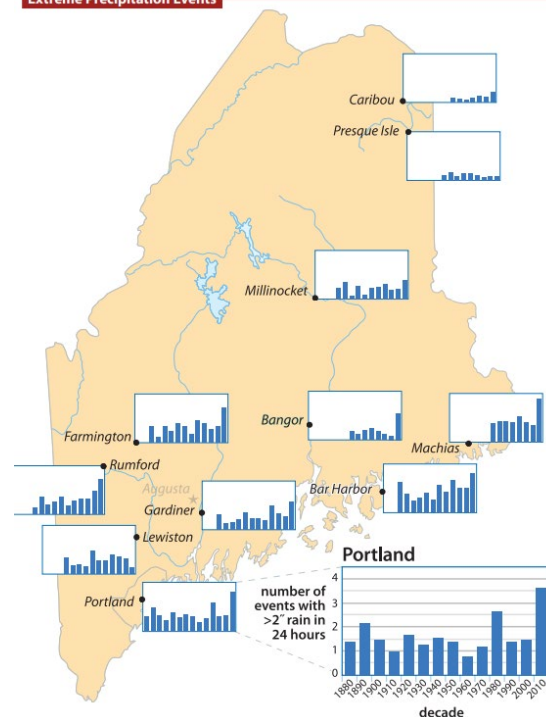 Extreme Precipitation Events
Caribou
Presque Isle
Millinocket
Bangor
Farmington
Machias
Rumford
Augusta
Bar Harbor
Gardiner
Lewiston
Portland
Portland
number of
events with
>2″ rain in
24 hours
4
3
2
1
0
1880 1890 1900 1910 1920 1930 1940 1950 1960 1970 1980 1990 2000 2010
decade